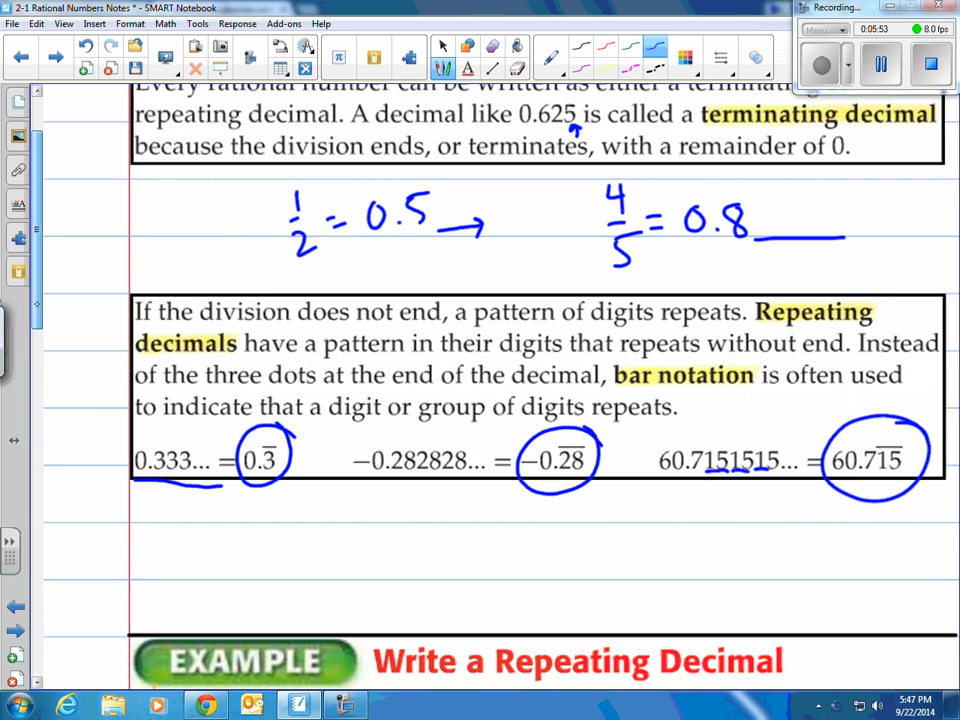 2-1 Rational Numbers Notes * - SMART Notebook
Recording...
File Edit View Insert Format Math Tools Response Add-ons Help
Menu
0:05:53
8.0 fps
repeating decimal. A decimal like 0.625 is called a terminating decimal
because the division ends, or terminates, with a remainder of 0.
1/2 = 0.5 →
4/5 = 0.8
If the division does not end, a pattern of digits repeats. Repeating
decimals have a pattern in their digits that repeats without end. Instead
of the three dots at the end of the decimal, bar notation is often used
to indicate that a digit or group of digits repeats.
0.333... = 0.3̅ −0.282828... = −0.2̅8̅ 60.7151515... = 60.71̅5̅
EXAMPLE Write a Repeating Decimal
5:47 PM
9/22/2014